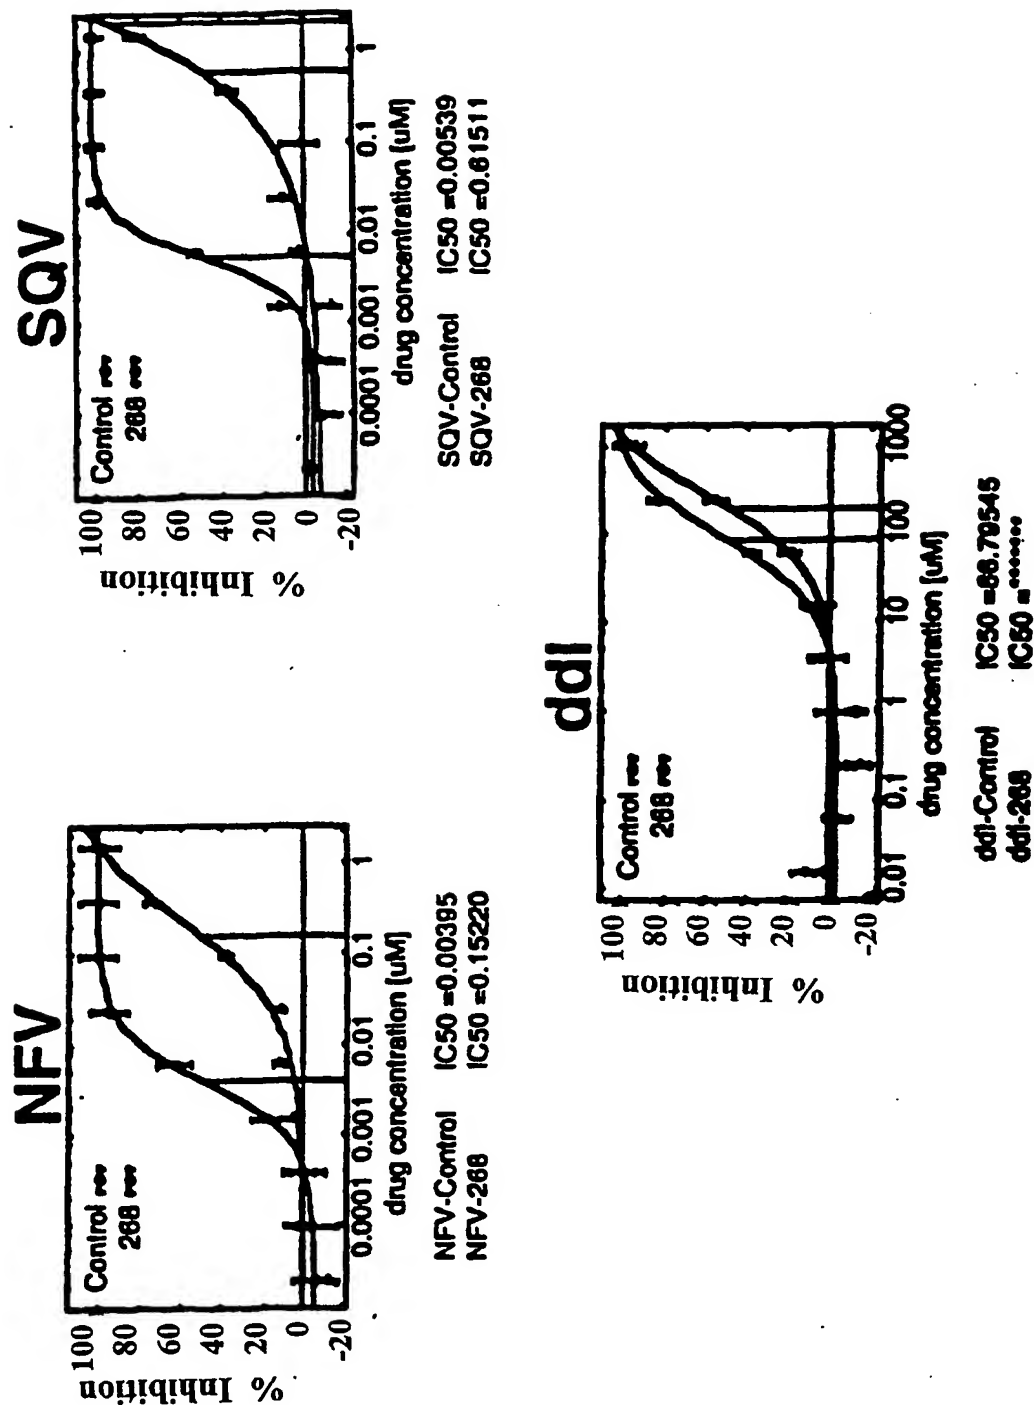 NFV
% Inhibition
100
80
60
40
20
0
-20
Control
268
0.0001 0.001 0.01 0.1 1
drug concentration [uM]
NFV-Control IC50 =0.00395
NFV-268 IC50 =0.15220
SQV
% Inhibition
100
80
60
40
20
0
-20
Control
268
0.0001 0.001 0.01 0.1 1
drug concentration [uM]
SQV-Control IC50 =0.00539
SQV-268 IC50 =0.61511
ddI
% Inhibition
100
80
60
40
20
0
-20
Control
268
0.01 0.1 1 10 100 1000
drug concentration [uM]
ddI-Control IC50 =86.79545
ddI-268 IC50 =*******